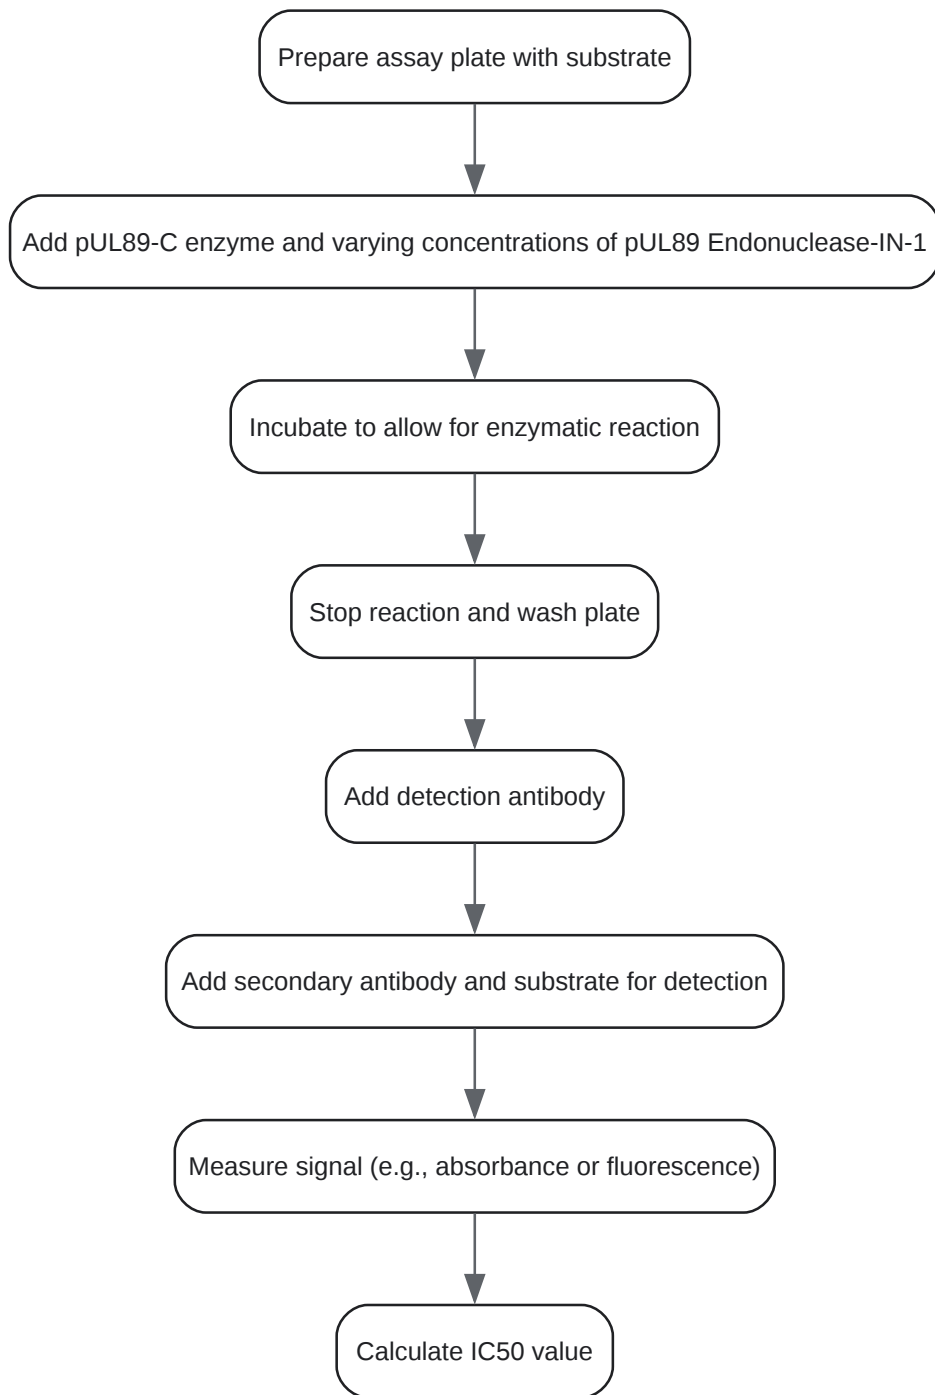 Prepare assay plate with substrate
Add pUL89-C enzyme and varying concentrations of pUL89 Endonuclease-IN-1
Incubate to allow for enzymatic reaction
Stop reaction and wash plate
Add detection antibody
Add secondary antibody and substrate for detection
Measure signal (e.g., absorbance or fluorescence)
Calculate IC50 value